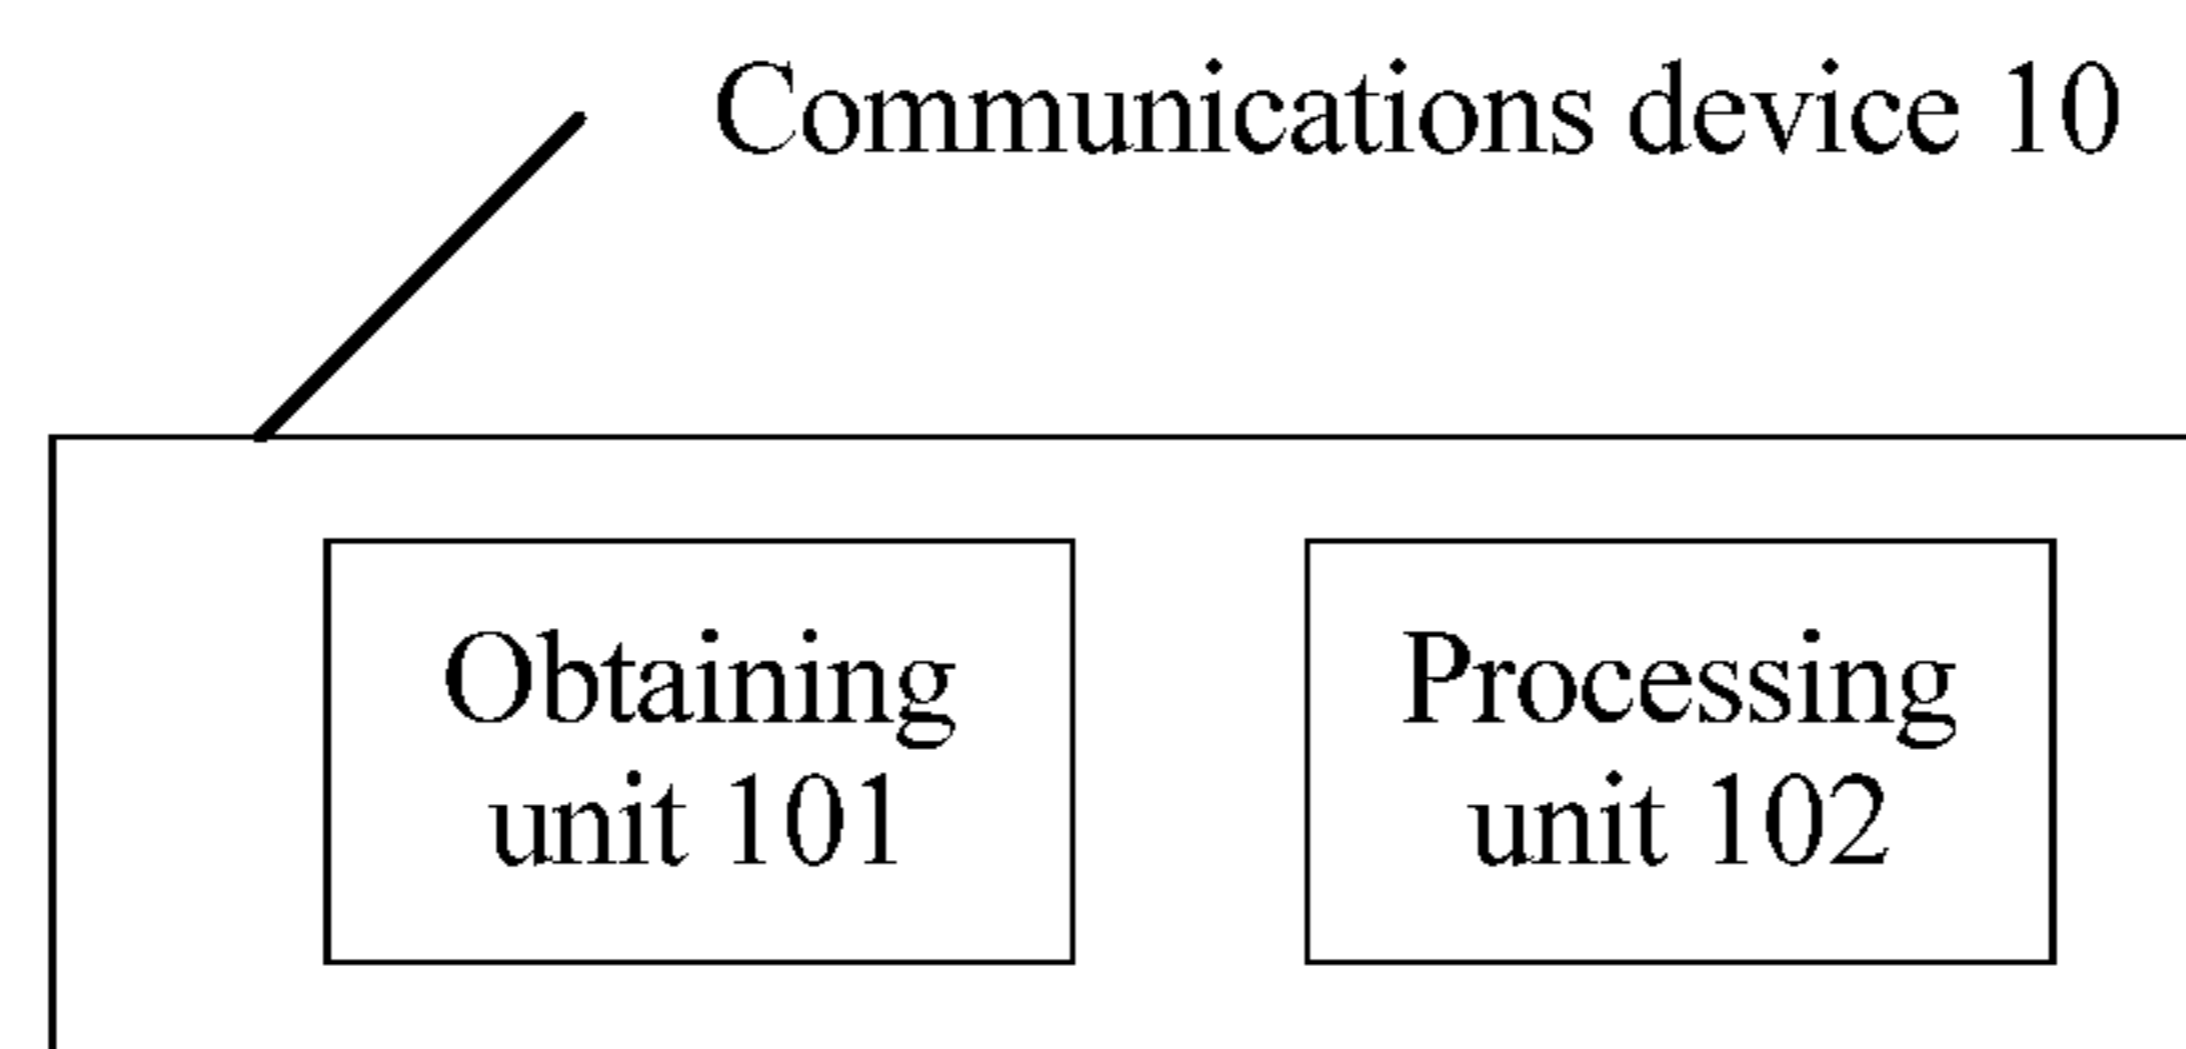 Communications device 10
Obtaining
unit 101
Processing
unit 102